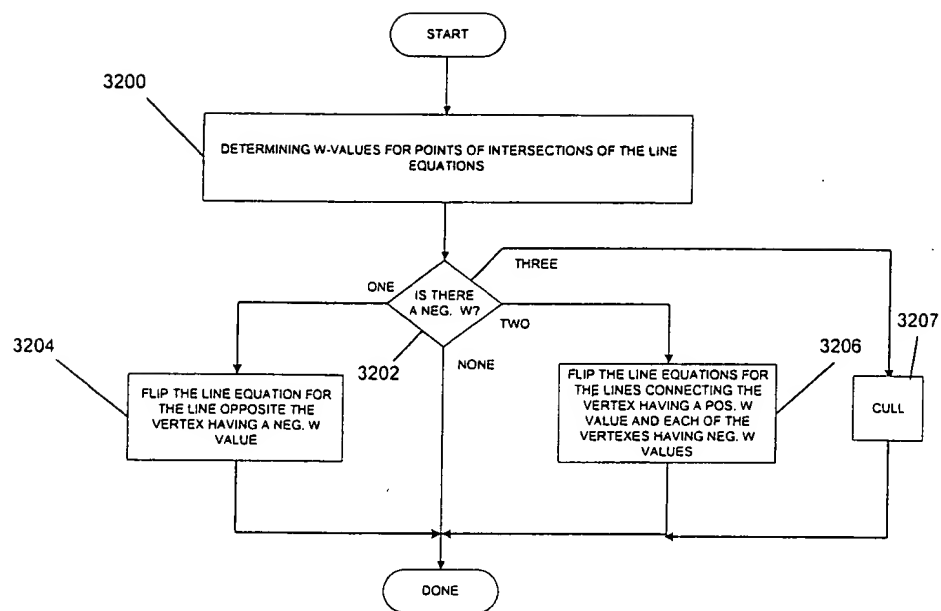 START
3200
DETERMINING W-VALUES FOR POINTS OF INTERSECTIONS OF THE LINE
EQUATIONS
THREE
ONE
IS THERE
A NEG. W?
TWO
3207
3204
3202
NONE
3206
FLIP THE LINE EQUATION FOR
THE LINE OPPOSITE THE
VERTEX HAVING A NEG. W
VALUE
FLIP THE LINE EQUATIONS FOR
THE LINES CONNECTING THE
VERTEX HAVING A POS. W
VALUE AND EACH OF THE
VERTEXES HAVING NEG. W
VALUES
CULL
DONE